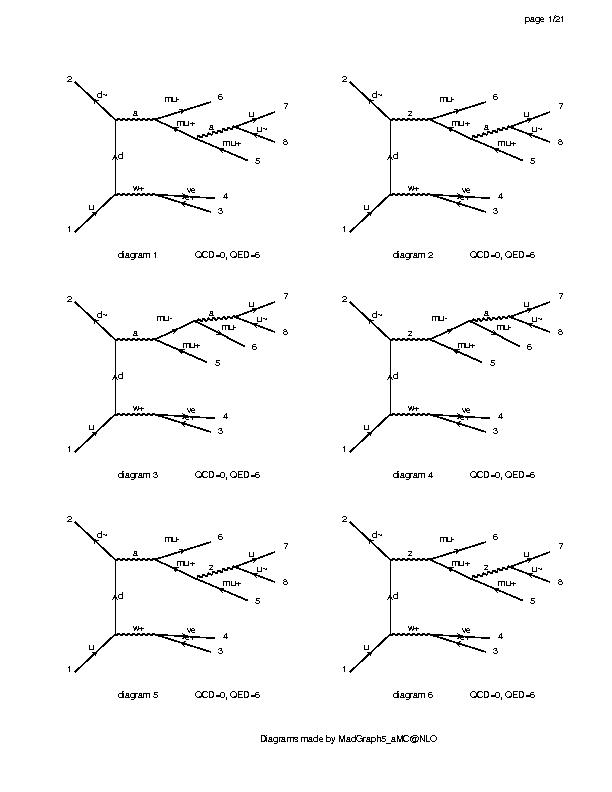 page 1/21
2
d~
a
mu-
6
u
7
mu+
a
u~
8
mu+
5
d
w+
ve
e+
4
3
u
1
diagram 1
QCD=0, QED=6
2
d~
z
mu-
6
u
7
mu+
a
u~
8
mu+
5
d
w+
ve
e+
4
3
u
1
diagram 2
QCD=0, QED=6
2
d~
a
mu-
a
u
7
u~
8
mu-
6
mu+
5
d
w+
ve
e+
4
3
u
1
diagram 3
QCD=0, QED=6
2
d~
z
mu-
a
u
7
u~
8
mu-
6
mu+
5
d
w+
ve
e+
4
3
u
1
diagram 4
QCD=0, QED=6
2
d~
a
mu-
6
u
7
mu+
z
u~
8
mu+
5
d
w+
ve
e+
4
3
u
1
diagram 5
QCD=0, QED=6
2
d~
z
mu-
6
u
7
mu+
z
u~
8
mu+
5
d
w+
ve
e+
4
3
u
1
diagram 6
QCD=0, QED=6
Diagrams made by MadGraph5_aMC@NLO